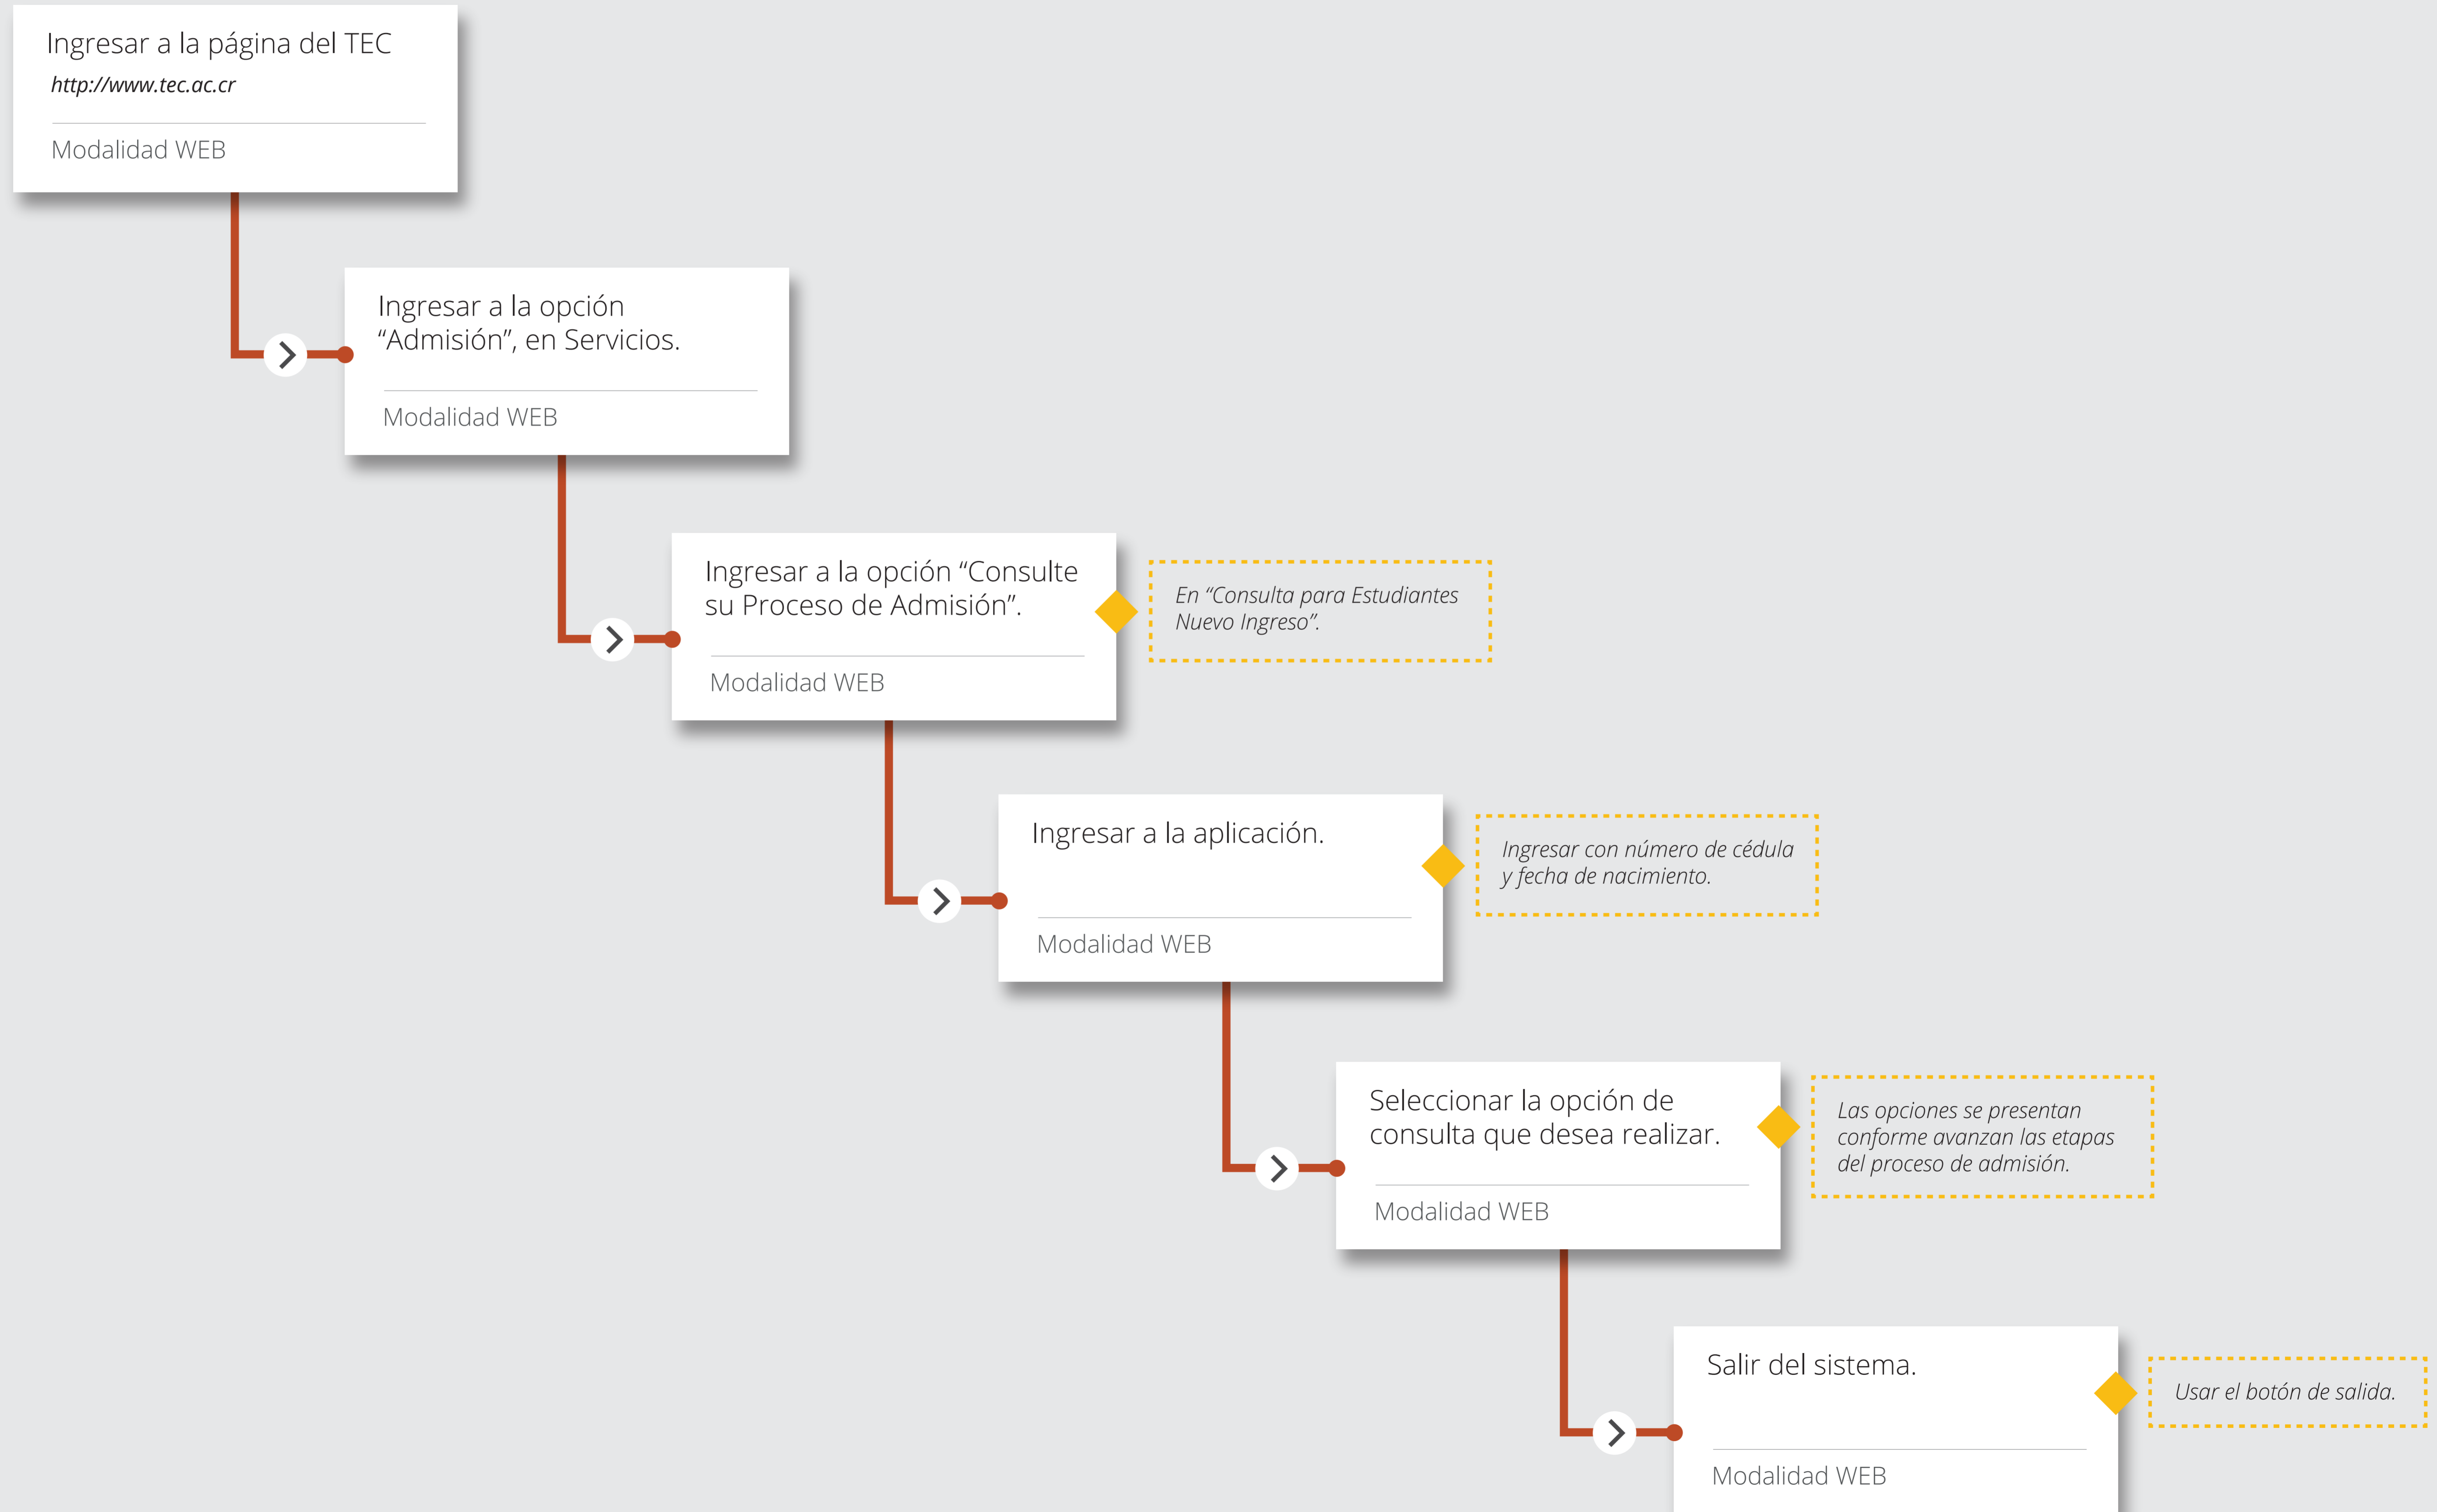 Ingresar a la página del TEC
http://www.tec.ac.cr
Modalidad WEB
Ingresar a la opción
“Admisión”, en Servicios.
Modalidad WEB
Ingresar a la opción “Consulte
su Proceso de Admisión”.
Modalidad WEB
En “Consulta para Estudiantes
Nuevo Ingreso”.
Ingresar a la aplicación.
Modalidad WEB
Ingresar con número de cédula
y fecha de nacimiento.
Seleccionar la opción de
consulta que desea realizar.
Modalidad WEB
Las opciones se presentan
conforme avanzan las etapas
del proceso de admisión.
Salir del sistema.
Modalidad WEB
Usar el botón de salida.